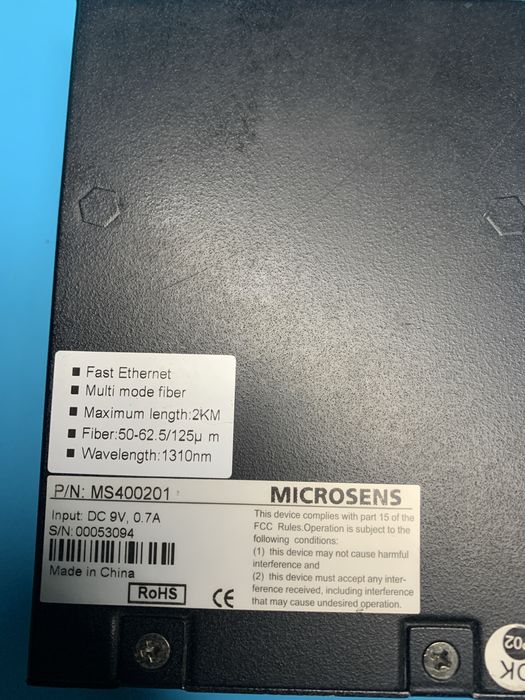 ■ Fast Ethernet
■ Multi mode fiber
■ Maximum length:2KM
■ Fiber:50-62.5/125μ m
■ Wavelength:1310nm
P/N: MS400201
Input: DC 9V, 0.7A
S/N: 00053094
Made in China
RoHS
CE
MICROSENS
This device complies with part 15 of the
FCC Rules.Operation is subject to the
following conditions:
(1) this device may not cause harmful
interference and
(2) this device must accept any inter-
ference received, including interference
that may cause undesired operation.
OK
P02